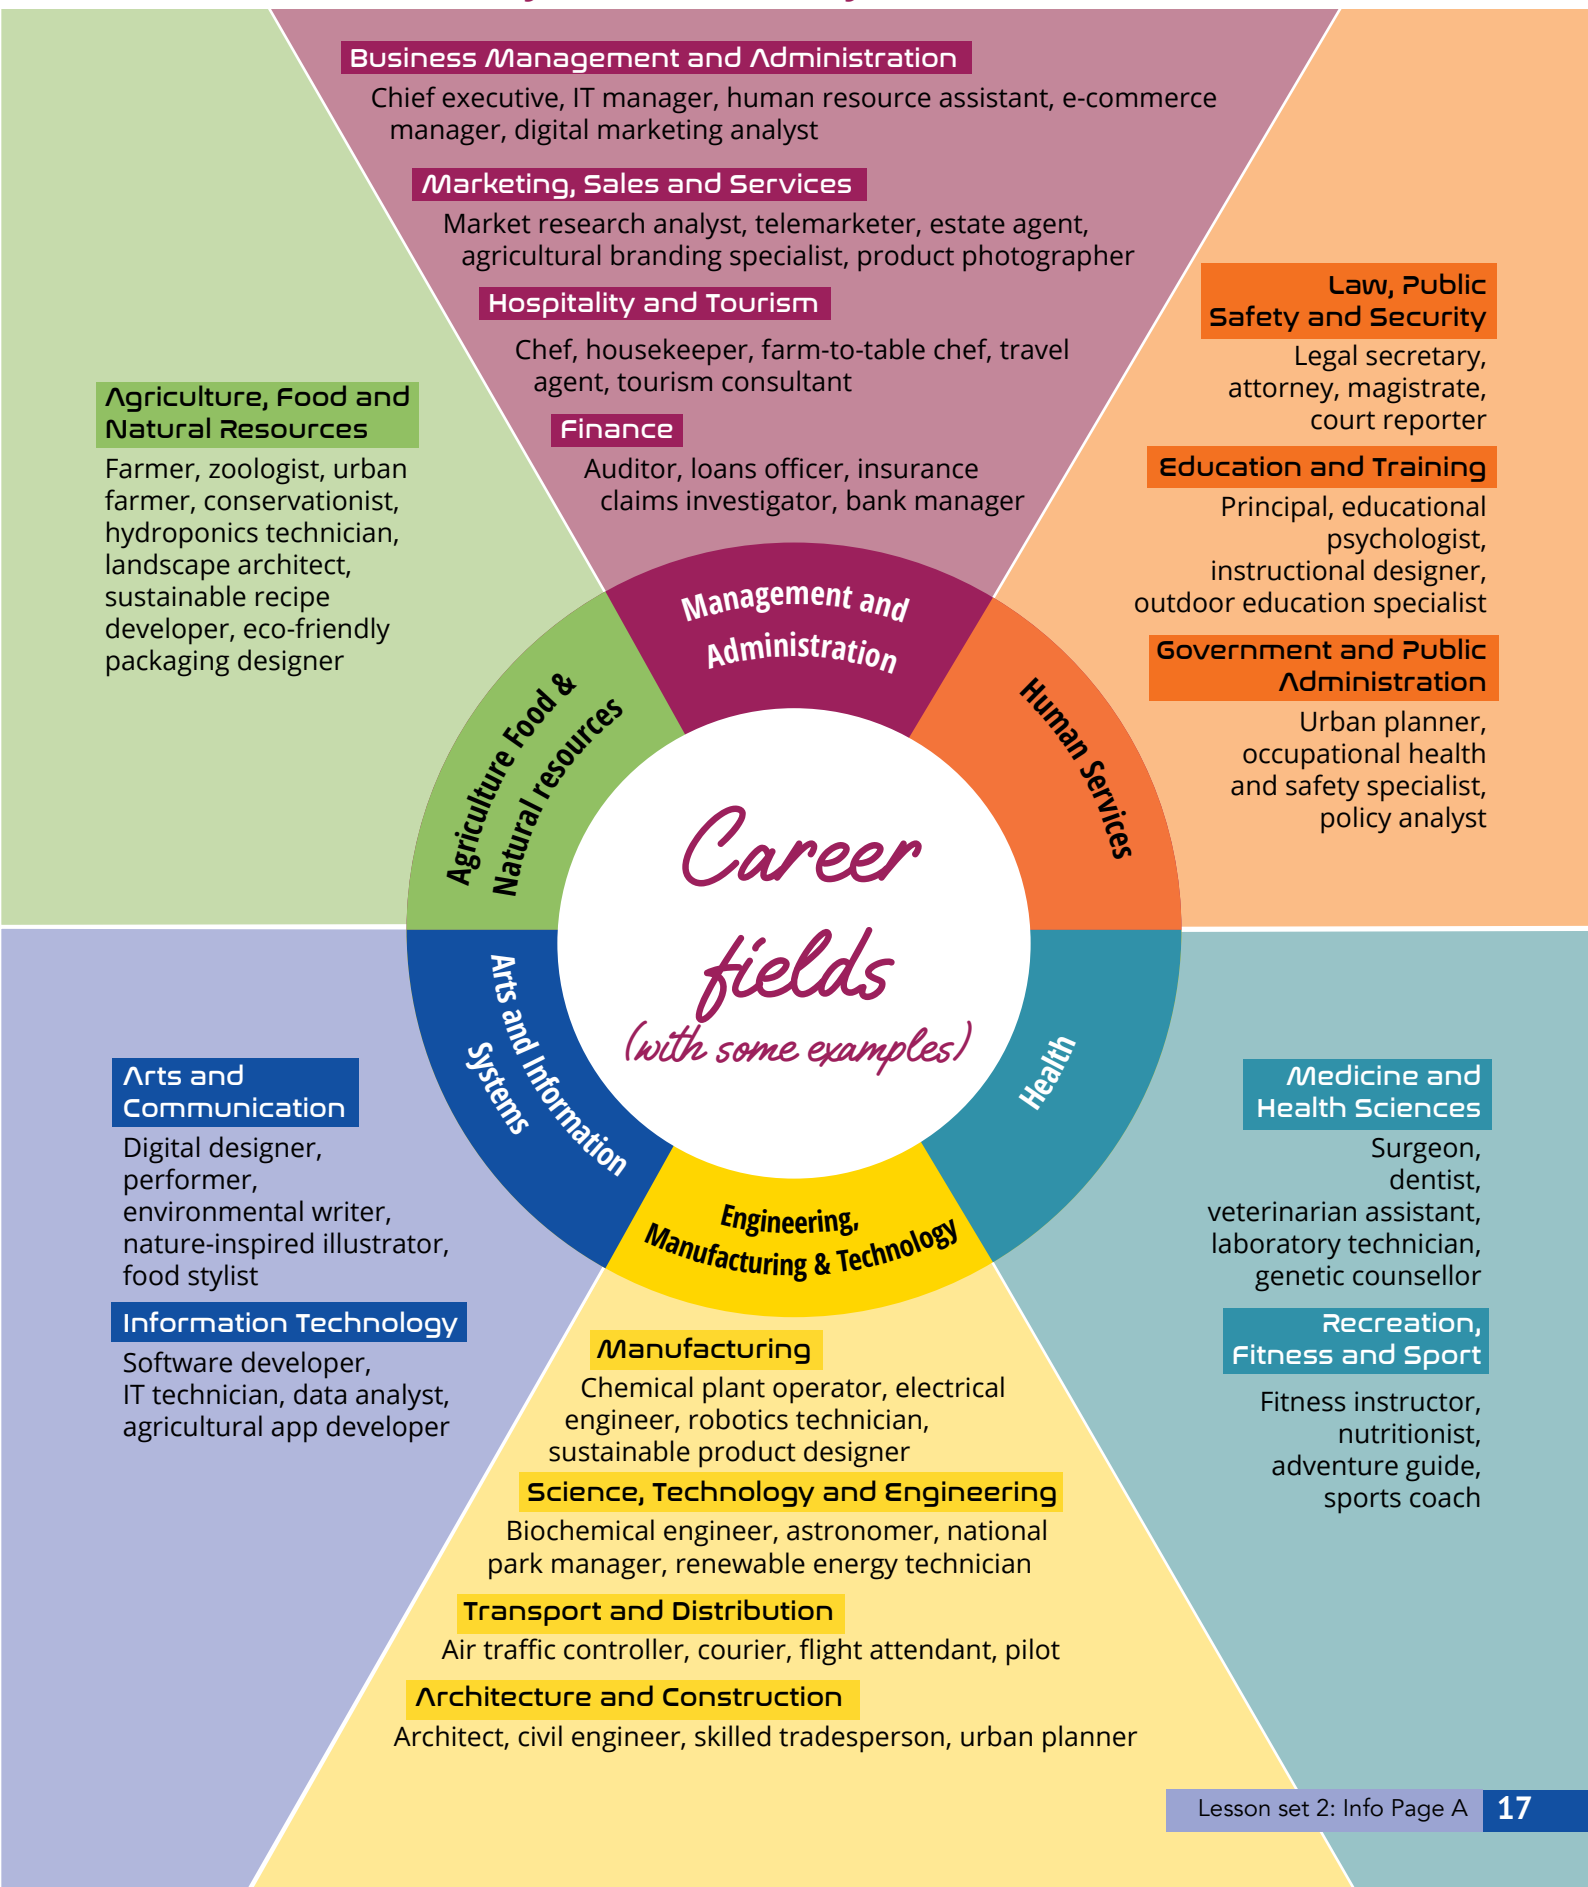 Business Management and Administration
Chief executive, IT manager, human resource assistant, e-commerce
manager, digital marketing analyst
Marketing, Sales and Services
Market research analyst, telemarketer, estate agent,
agricultural branding specialist, product photographer
Hospitality and Tourism
Chef, housekeeper, farm-to-table chef, travel
agent, tourism consultant
Finance
Auditor, loans officer, insurance
claims investigator, bank manager
Law, Public
Safety and Security
Legal secretary,
attorney, magistrate,
court reporter
Education and Training
Principal, educational
psychologist,
instructional designer,
outdoor education specialist
Government and Public
Administration
Urban planner,
occupational health
and safety specialist,
policy analyst
Agriculture, Food and
Natural Resources
Farmer, zoologist, urban
farmer, conservationist,
hydroponics technician,
landscape architect,
sustainable recipe
developer, eco-friendly
packaging designer
Management and
Administration
Human Services
Agriculture Food &
Natural resources
Career
fields
(with some examples)
Arts and Information
Systems
Health
Engineering,
Manufacturing & Technology
Arts and
Communication
Digital designer,
performer,
environmental writer,
nature-inspired illustrator,
food stylist
Information Technology
Software developer,
IT technician, data analyst,
agricultural app developer
Medicine and
Health Sciences
Surgeon,
dentist,
veterinarian assistant,
laboratory technician,
genetic counsellor
Recreation,
Fitness and Sport
Fitness instructor,
nutritionist,
adventure guide,
sports coach
Manufacturing
Chemical plant operator, electrical
engineer, robotics technician,
sustainable product designer
Science, Technology and Engineering
Biochemical engineer, astronomer, national
park manager, renewable energy technician
Transport and Distribution
Air traffic controller, courier, flight attendant, pilot
Architecture and Construction
Architect, civil engineer, skilled tradesperson, urban planner
Lesson set 2: Info Page A 17